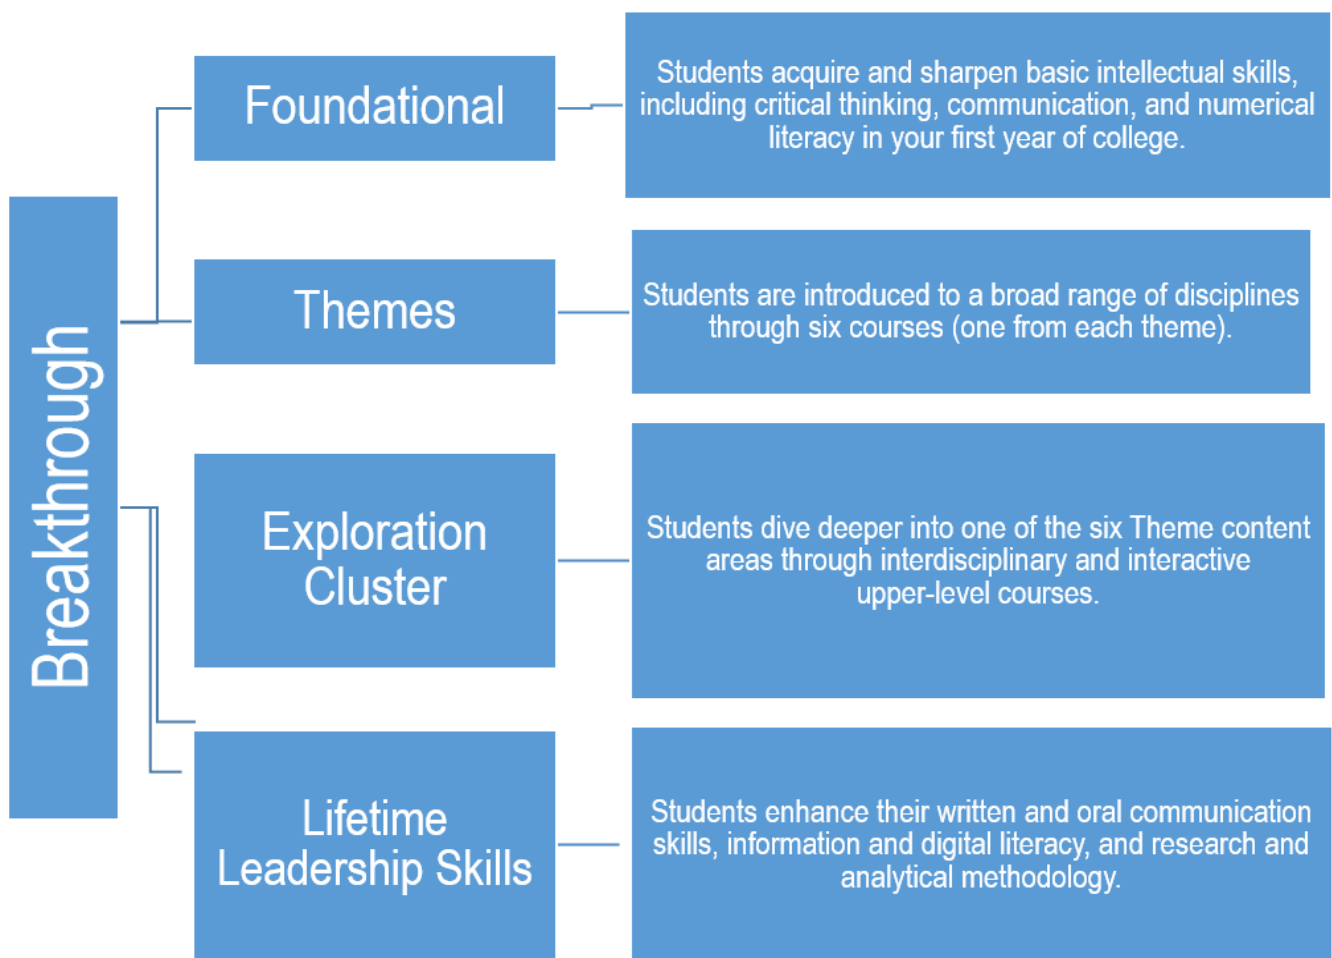 Breakthrough
Foundational
Students acquire and sharpen basic intellectual skills,
including critical thinking, communication, and numerical
literacy in your first year of college.
Themes
Students are introduced to a broad range of disciplines
through six courses (one from each theme).
Exploration
Cluster
Students dive deeper into one of the six Theme content
areas through interdisciplinary and interactive
upper-level courses.
Lifetime
Leadership Skills
Students enhance their written and oral communication
skills, information and digital literacy, and research and
analytical methodology.